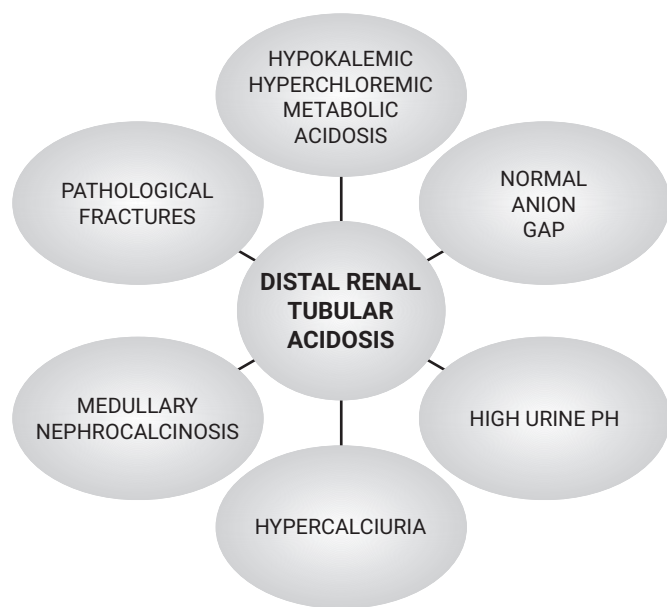 HYPOKALEMIC
HYPERCHLOREMIC
METABOLIC
ACIDOSIS
PATHOLOGICAL
FRACTURES
NORMAL
ANION
GAP
DISTAL RENAL
TUBULAR
ACIDOSIS
MEDULLARY
NEPHROCALCINOSIS
HIGH URINE PH
HYPERCALCIURIA